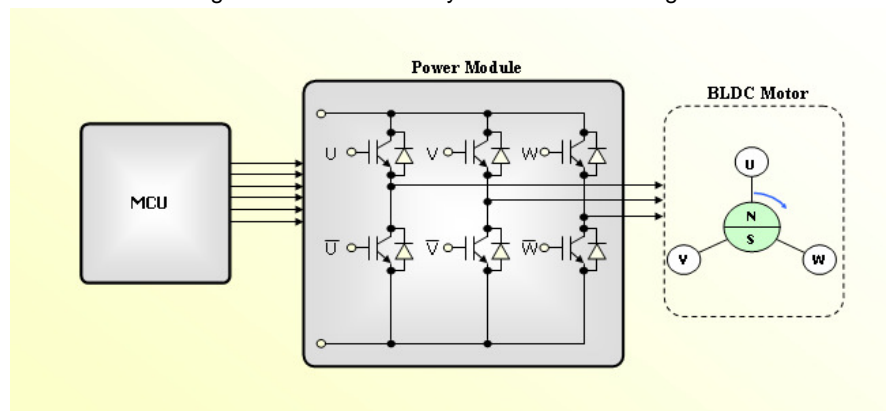 Power Module
BLDC Motor
MCU
U V W
U̅ V̅ W̅
U
N
S
V W